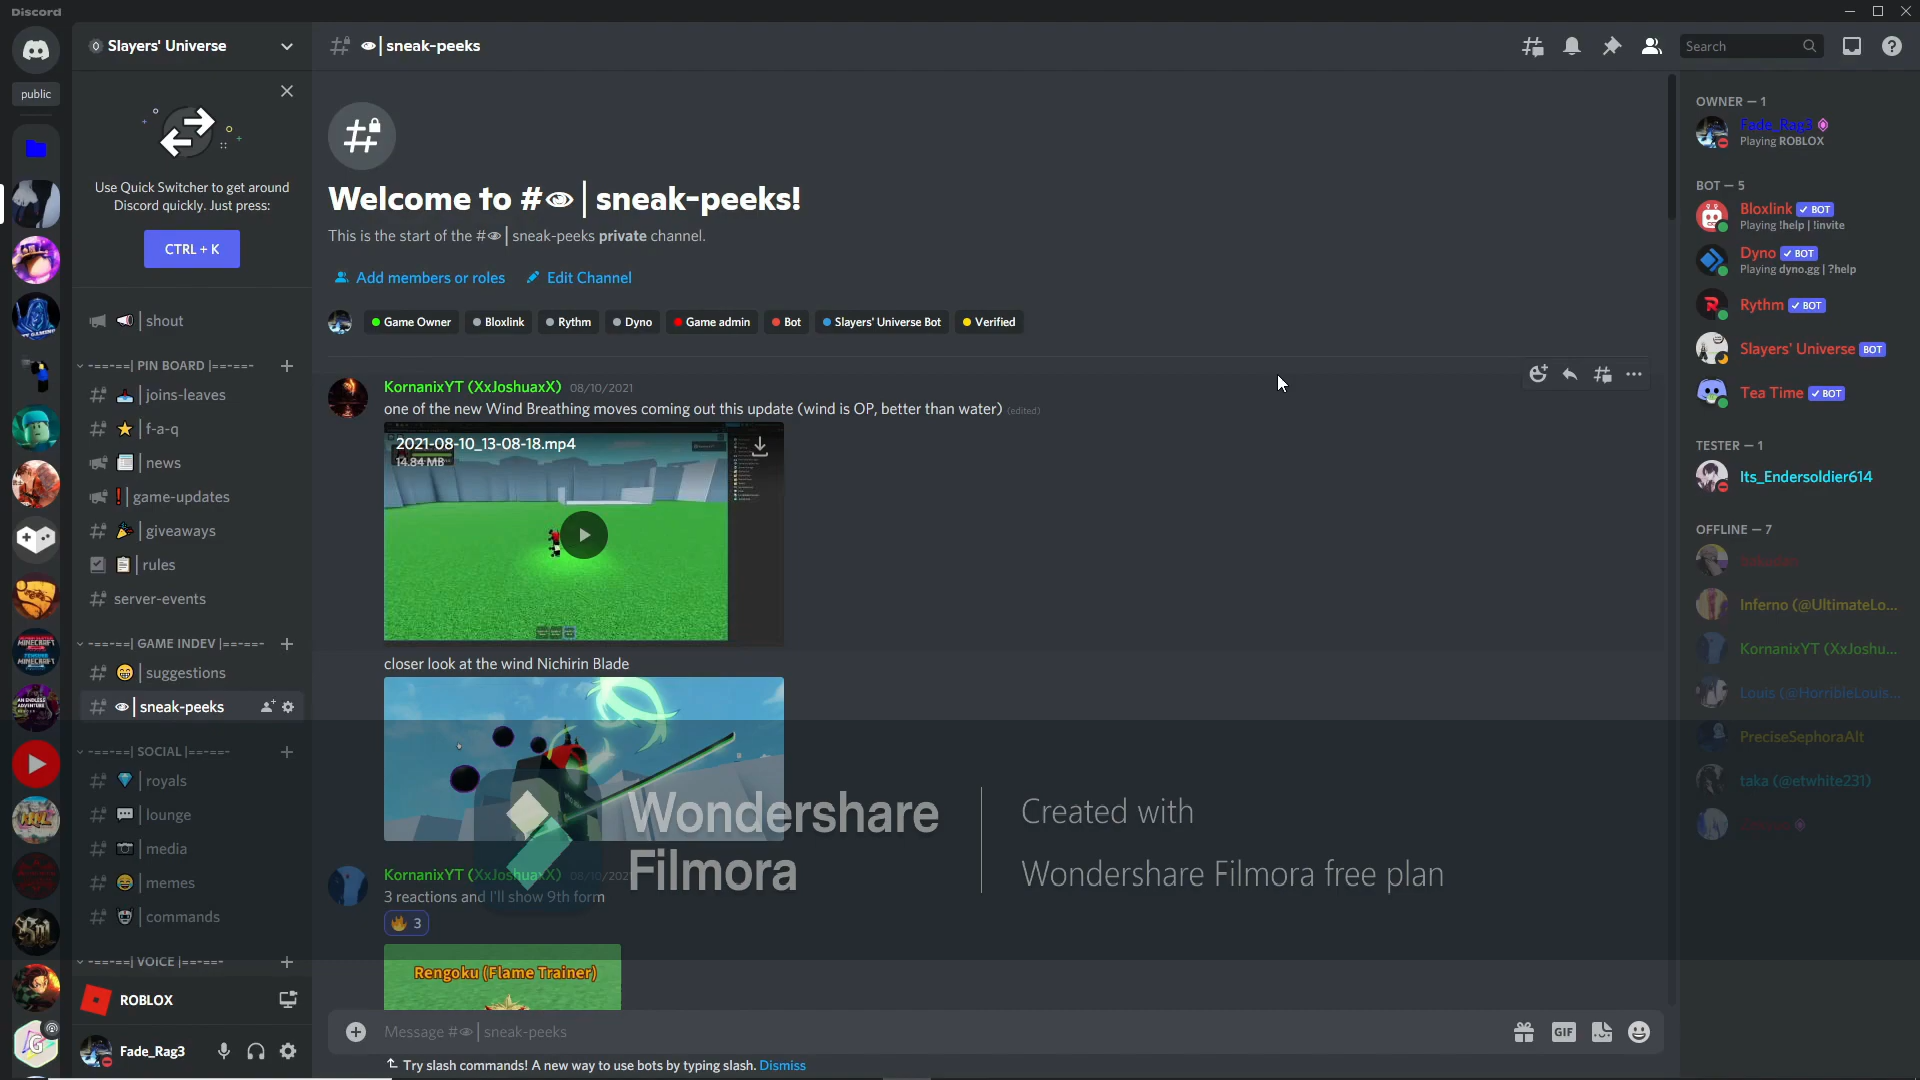 Discord
public
Slayers' Universe
Use Quick Switcher to get around
Discord quickly. Just press:
CTRL + K
shout
-==-==| PIN BOARD |==-==-
joins-leaves
f-a-q
news
game-updates
giveaways
rules
server-events
-==-==| GAME INDEV |==-==-
suggestions
sneak-peeks
-==-==| SOCIAL |==-==-
royals
lounge
media
memes
commands
-==-==| VOICE |==-==-
ROBLOX
Fade_Rag3
sneak-peeks
Search
Welcome to #👁│sneak-peeks!
This is the start of the #👁│sneak-peeks private channel.
Add members or roles
Edit Channel
Game Owner
Bloxlink
Rythm
Dyno
Game admin
Bot
Slayers' Universe Bot
Verified
KornanixYT (XxJoshuaxX) 08/10/2021
one of the new Wind Breathing moves coming out this update (wind is OP, better than water) (edited)
2021-08-10_13-08-18.mp4
14.84 MB
closer look at the wind Nichirin Blade
KornanixYT (XxJoshuaxX) 08/10/202
3 reactions and I'll show 9th form
3
Rengoku (Flame Trainer)
Wondershare
Filmora
Created with
Wondershare Filmora free plan
Message #👁│sneak-peeks
GIF
Try slash commands! A new way to use bots by typing slash. Dismiss
OWNER — 1
Fade_Rag3
Playing ROBLOX
BOT — 5
Bloxlink ✓ BOT
Playing !help | !invite
Dyno ✓ BOT
Playing dyno.gg | ?help
Rythm ✓ BOT
Slayers' Universe BOT
Tea Time ✓ BOT
TESTER — 1
Its_Endersoldier614
OFFLINE — 7
Inferno (@UltimateLo...
KornanixYT (XxJoshu...
Louis (@HorribleLouis...
PreciseSephoraAlt
taka (@etwhite231)